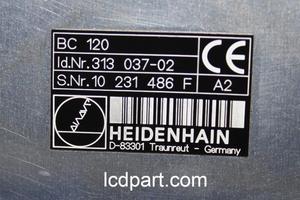 BC 120
Id.Nr. 313 037-02
S.Nr. 10 231 486 F A2
CE
HEIDENHAIN
D-83301 Traunreut - Germany
lcdpart.com